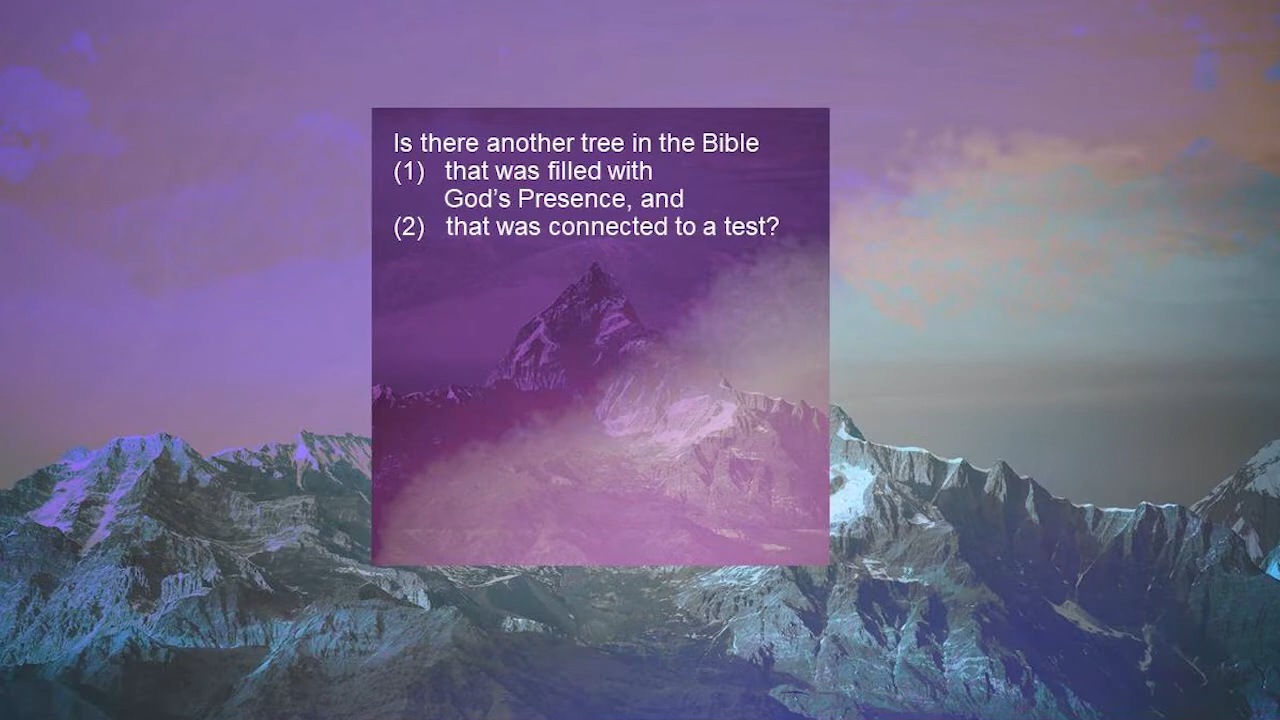 Is there another tree in the Bible
(1) that was filled with
God’s Presence, and
(2) that was connected to a test?